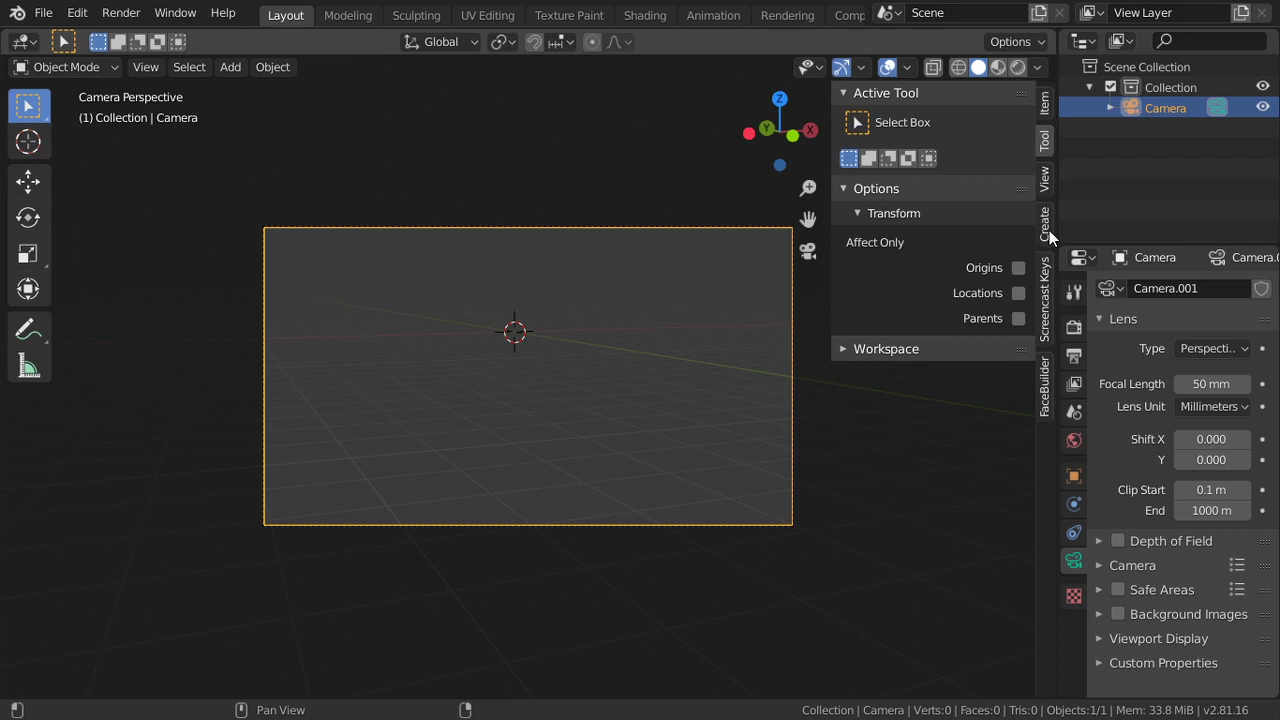 File Edit Render Window Help Layout Modeling Sculpting UV Editing Texture Paint Shading Animation Rendering Comp Scene View Layer
Global Options
Object Mode View Select Add Object
Camera Perspective
(1) Collection | Camera
Z
Y
X
Active Tool
Select Box
Options
Transform
Affect Only
Origins
Locations
Parents
Workspace
Item
Tool
View
Create
Screencast Keys
FaceBuilder
Scene Collection
Collection
Camera
Camera Camera.0
Camera.001
Lens
Type Perspecti..
Focal Length 50 mm
Lens Unit Millimeters
Shift X 0.000
Y 0.000
Clip Start 0.1 m
End 1000 m
Depth of Field
Camera
Safe Areas
Background Images
Viewport Display
Custom Properties
Pan View
Collection | Camera | Verts:0 | Faces:0 | Tris:0 | Objects:1/1 | Mem: 33.8 MiB | v2.81.16